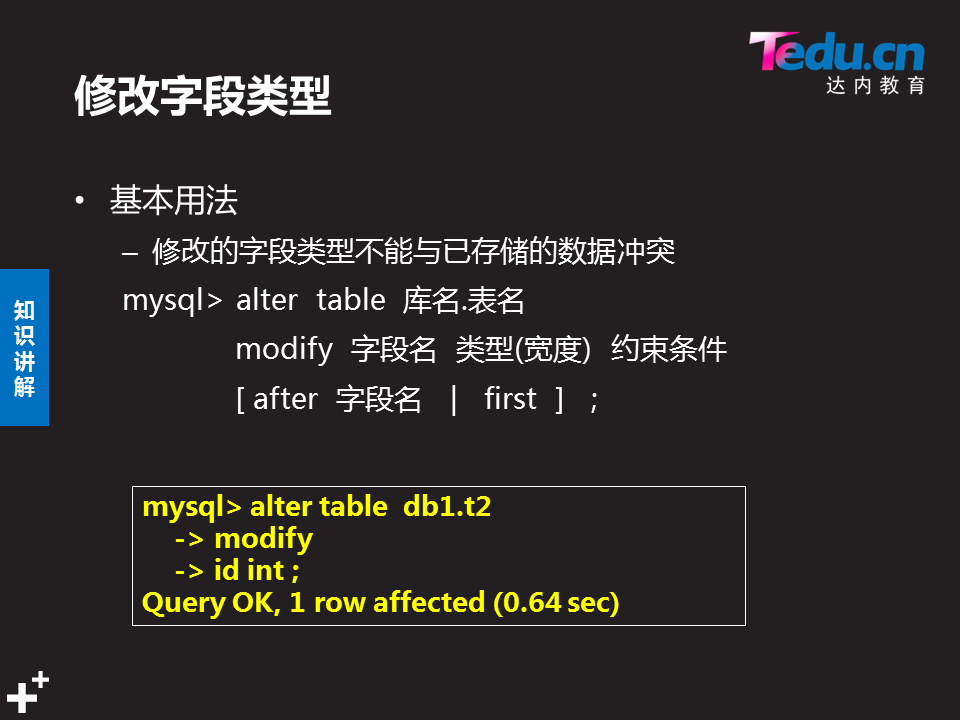 Tedu.cn
达内教育
修改字段类型
• 基本用法
– 修改的字段类型不能与已存储的数据冲突
mysql> alter table 库名.表名
modify 字段名 类型(宽度) 约束条件
[ after 字段名 | first ] ;
知识讲解
mysql> alter table db1.t2
-> modify
-> id int ;
Query OK, 1 row affected (0.64 sec)